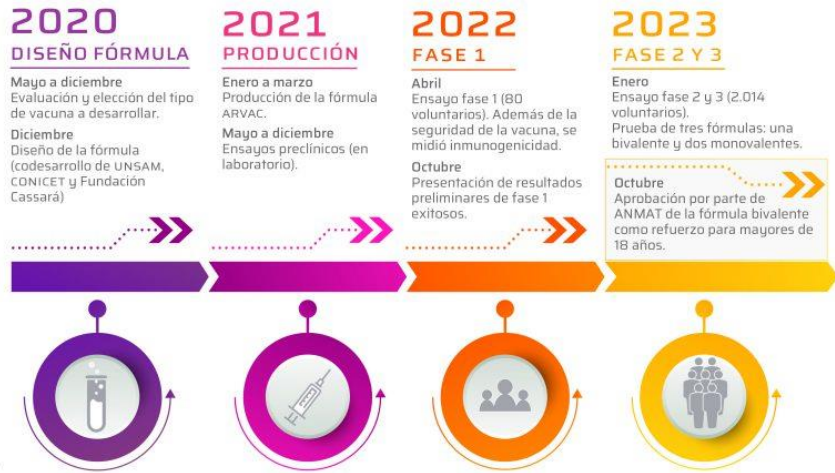 2020
DISEÑO FÓRMULA
Mayo a diciembre
Evaluación y elección del tipo
de vacuna a desarrollar.
Diciembre
Diseño de la fórmula
(codesarrollo de UNSAM,
CONICET y Fundación
Cassará)
2021
PRODUCCIÓN
Enero a marzo
Producción de la fórmula
ARVAC.
Mayo a diciembre
Ensayos preclínicos (en
laboratorio).
2022
FASE 1
Abril
Ensayo fase 1 (80
voluntarios). Además de la
seguridad de la vacuna, se
midió inmunogenicidad.
Octubre
Presentación de resultados
preliminares de fase 1
exitosos.
2023
FASE 2 Y 3
Enero
Ensayo fase 2 y 3 (2.014
voluntarios).
Prueba de tres fórmulas: una
bivalente y dos monovalentes.
Octubre
Aprobación por parte de
ANMAT de la fórmula bivalente
como refuerzo para mayores de
18 años.